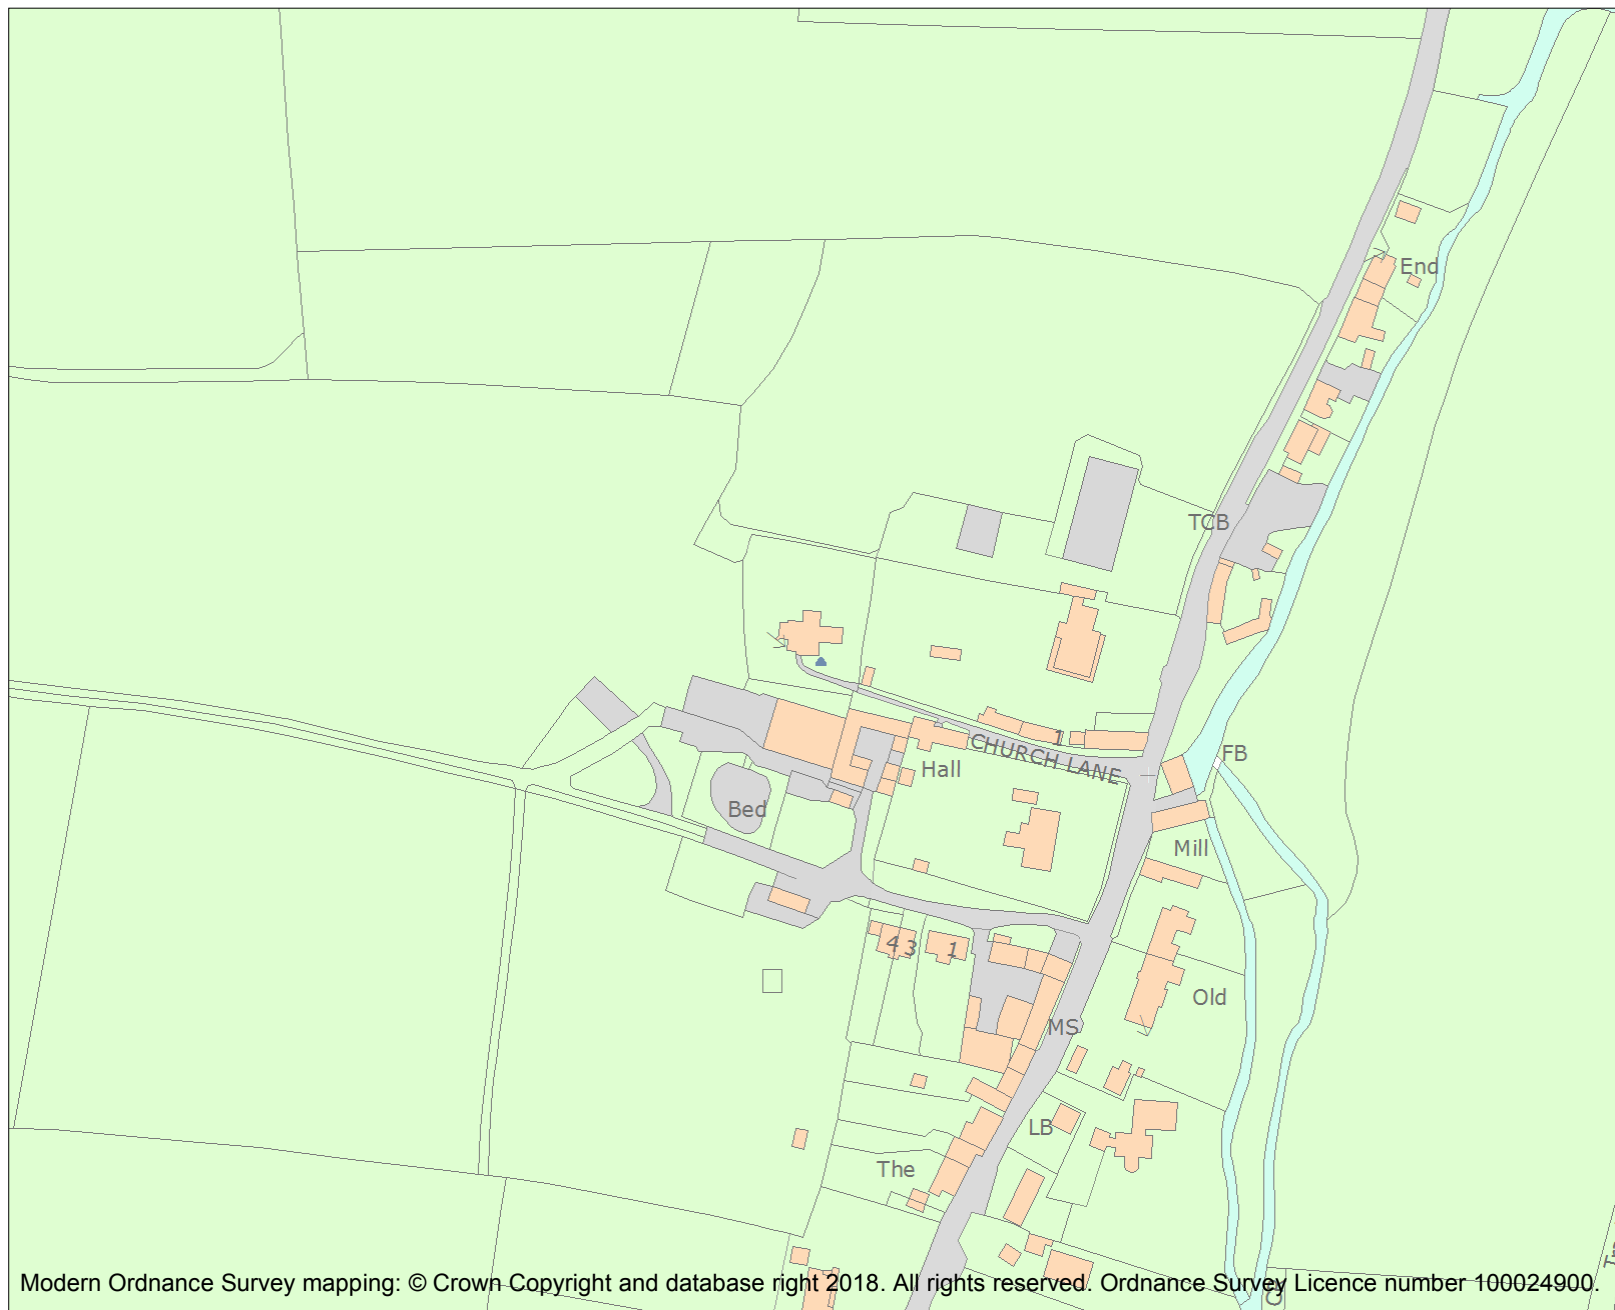 End
TCB
FB
1
CHURCH LANE
Hall
Bed
Mill
4 3 1
Old
MS
LB
The
Modern Ordnance Survey mapping: © Crown Copyright and database right 2018. All rights reserved. Ordnance Survey Licence number 100024900.